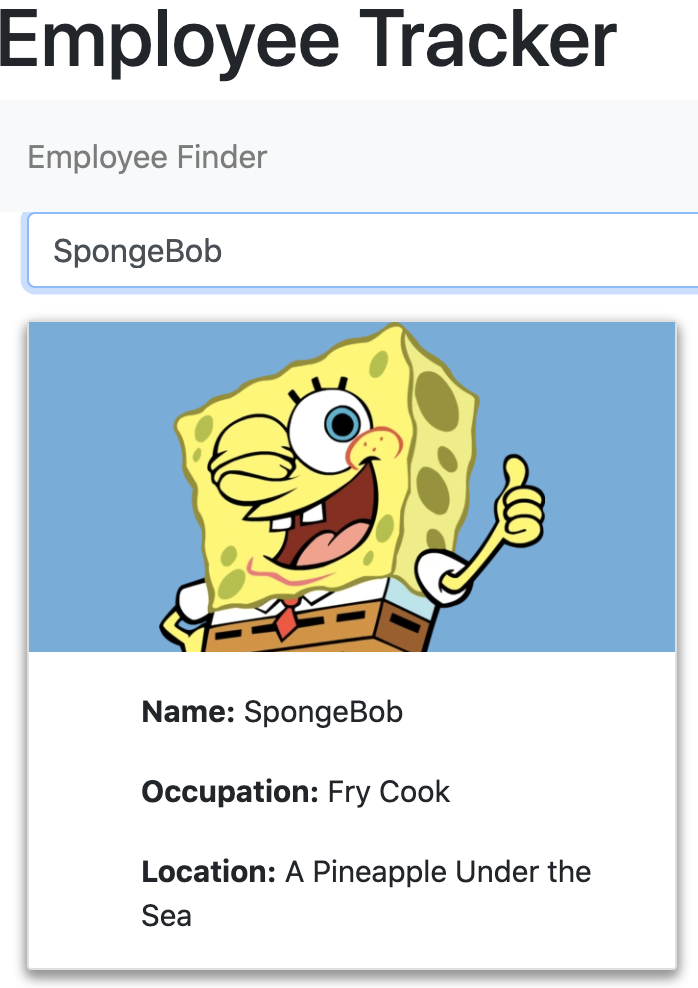 Employee Tracker
Employee Finder
SpongeBob
Name: SpongeBob
Occupation: Fry Cook
Location: A Pineapple Under the
Sea